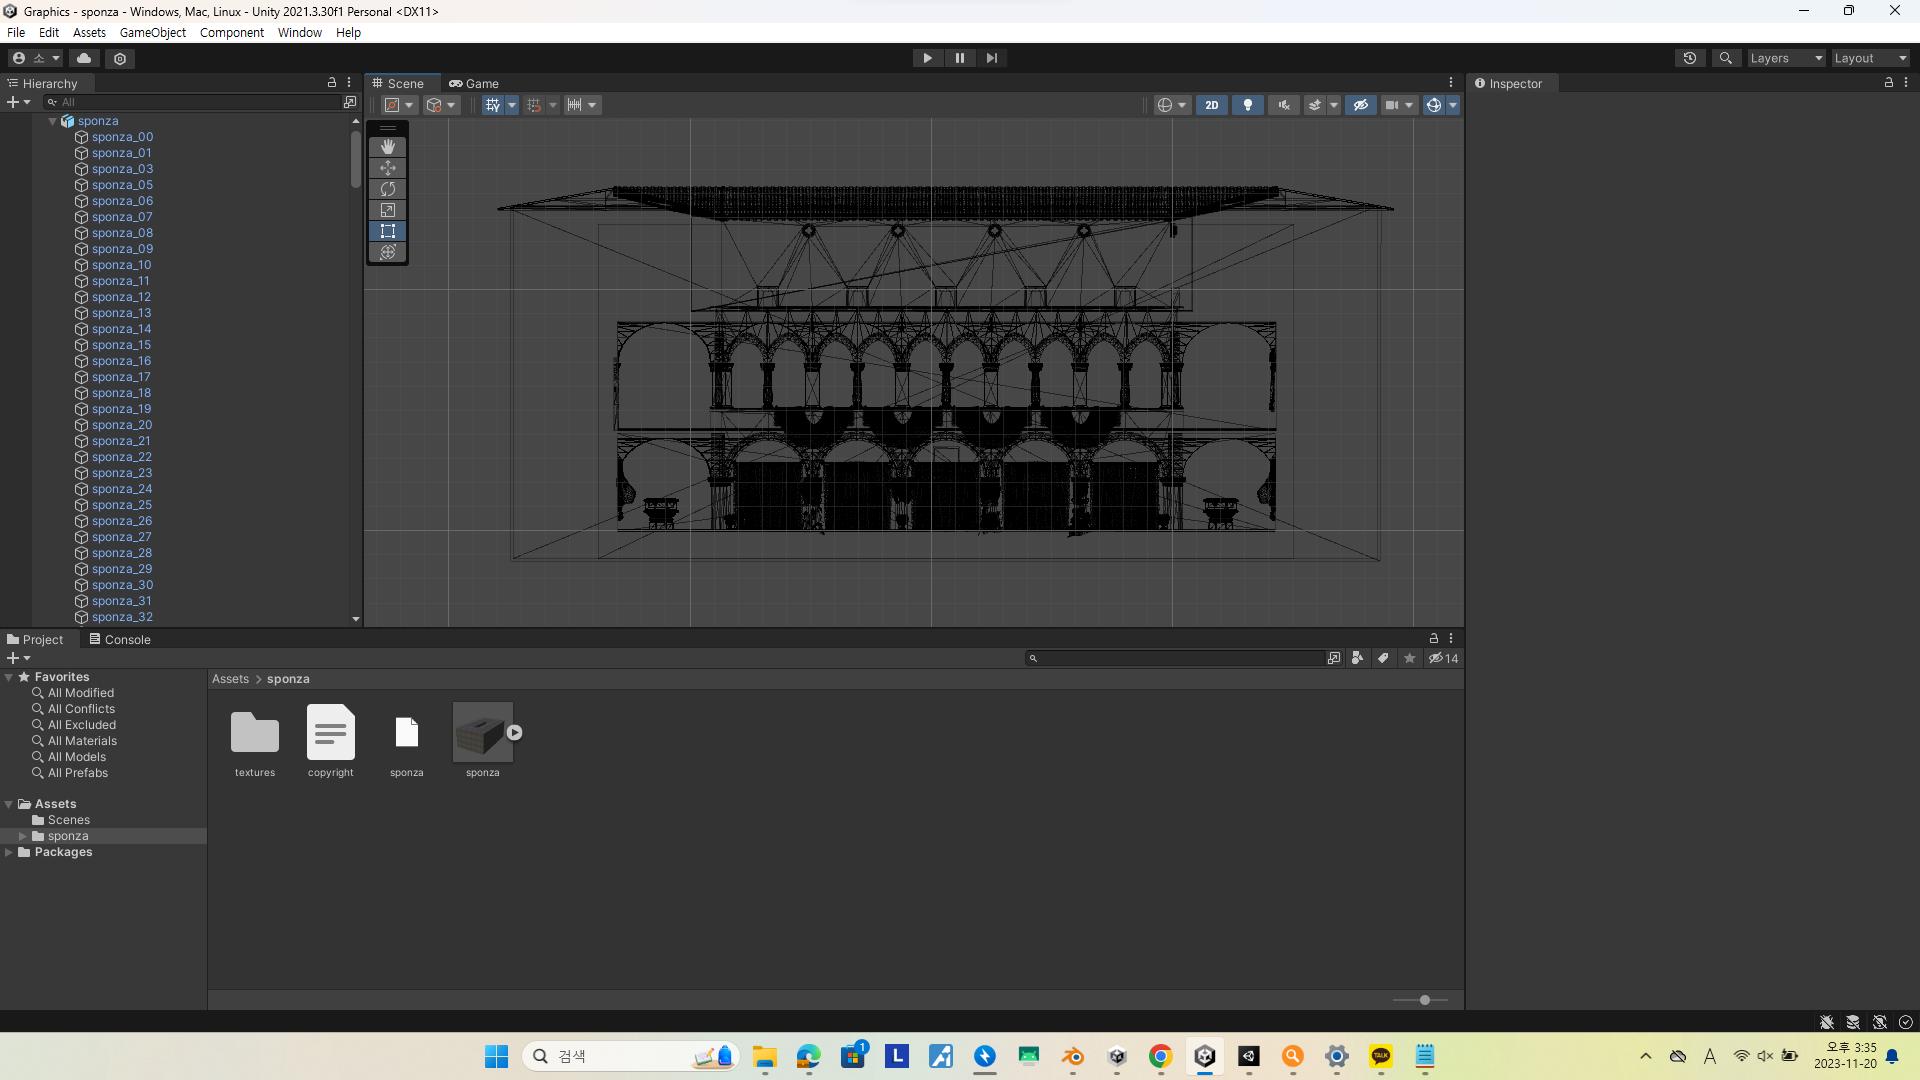 Graphics - sponza - Windows, Mac, Linux - Unity 2021.3.30f1 Personal <DX11>
File Edit Assets GameObject Component Window Help
소 Layers Layout
Hierarchy Scene Game Inspector
All 2D
sponza
sponza_00
sponza_01
sponza_03
sponza_05
sponza_06
sponza_07
sponza_08
sponza_09
sponza_10
sponza_11
sponza_12
sponza_13
sponza_14
sponza_15
sponza_16
sponza_17
sponza_18
sponza_19
sponza_20
sponza_21
sponza_22
sponza_23
sponza_24
sponza_25
sponza_26
sponza_27
sponza_28
sponza_29
sponza_30
sponza_31
sponza_32
Project Console
14
Favorites
All Modified
All Conflicts
All Excluded
All Materials
All Models
All Prefabs
Assets
Scenes
sponza
Packages
Assets > sponza
textures copyright sponza sponza
검색 1 L TALK A 오후 3:35
2023-11-20